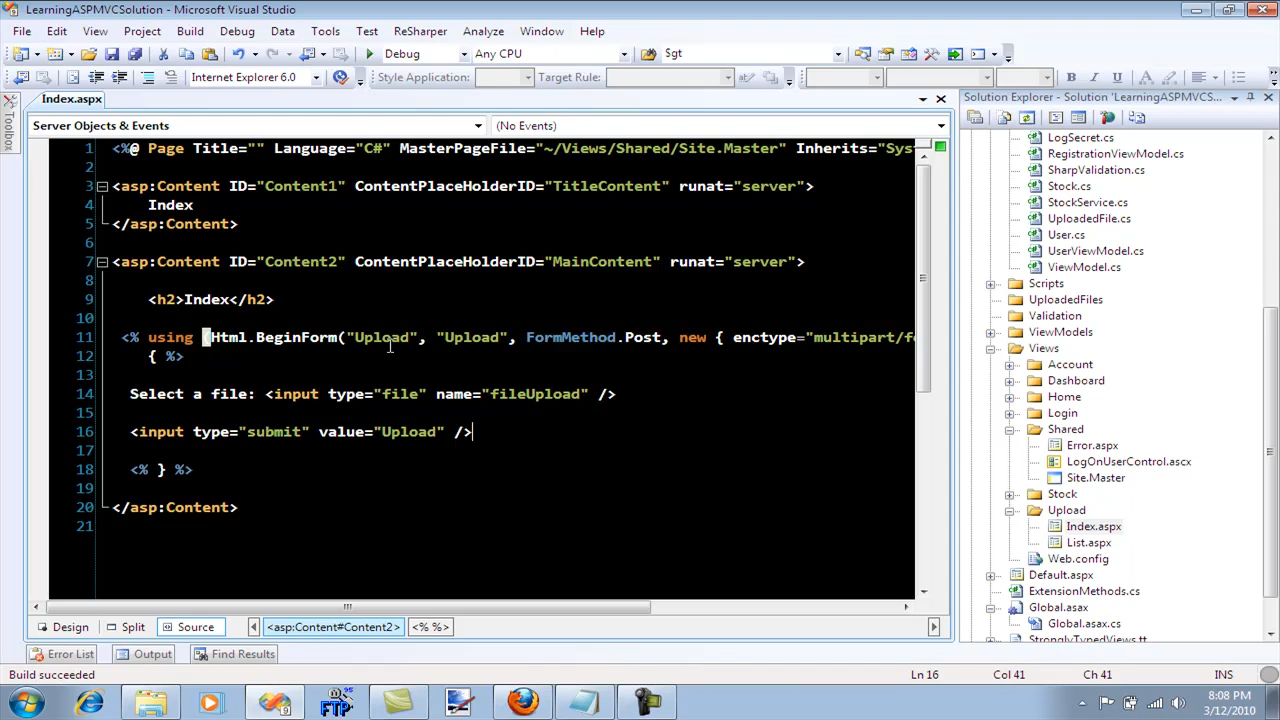 LearningASPMVCSolution - Microsoft Visual Studio
File Edit View Project Build Debug Data Tools Test ReSharper Analyze Window Help
Debug Any CPU Sgt
Internet Explorer 6.0 Style Application: Target Rule: B I U A
Toolbox
Index.aspx
Server Objects & Events (No Events)
1 <%@ Page Title="" Language="C#" MasterPageFile="~/Views/Shared/Site.Master" Inherits="Sys
2
3 <asp:Content ID="Content1" ContentPlaceHolderID="TitleContent" runat="server">
4 Index
5 </asp:Content>
6
7 <asp:Content ID="Content2" ContentPlaceHolderID="MainContent" runat="server">
8
9 <h2>Index</h2>
10
11 <% using (Html.BeginForm("Upload", "Upload", FormMethod.Post, new { enctype="multipart/fo
12 { %>
13
14 Select a file: <input type="file" name="fileUpload" />
15
16 <input type="submit" value="Upload" />
17
18 <% } %>
19
20 </asp:Content>
21
Design Split Source <asp:Content#Content2> <% %>
Solution Explorer - Solution 'LearningASPMVCS...
LogSecret.cs
RegistrationViewModel.cs
SharpValidation.cs
Stock.cs
StockService.cs
UploadedFile.cs
User.cs
UserViewModel.cs
ViewModel.cs
Scripts
UploadedFiles
Validation
ViewModels
Views
Account
Dashboard
Home
Login
Shared
Error.aspx
LogOnUserControl.ascx
Site.Master
Stock
Upload
Index.aspx
List.aspx
Web.config
Default.aspx
ExtensionMethods.cs
Global.asax
Global.asax.cs
StronglyTypedViews.tt
Error List Output Find Results
Build succeeded Ln 16 Col 41 Ch 41 INS
FTP
8:08 PM
3/12/2010